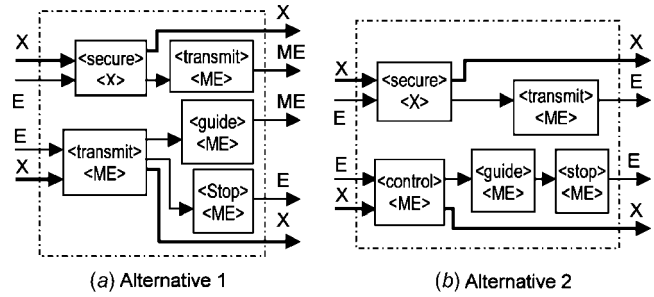 X
E
<secure>
<X>
<transmit>
<ME>
X
ME
E
X
<transmit>
<ME>
<guide>
<ME>
<Stop>
<ME>
ME
E
X
(a) Alternative 1
X
E
<secure>
<X>
<transmit>
<ME>
X
E
E
X
<control>
<ME>
<guide>
<ME>
<stop>
<ME>
E
X
(b) Alternative 2